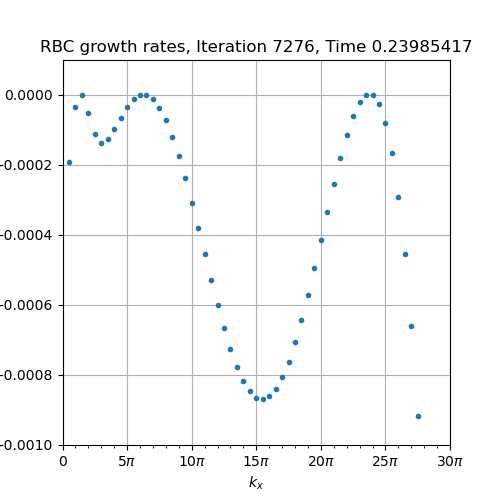 RBC growth rates, Iteration 7276, Time 0.23985417
0.0000
-0.0002
-0.0004
-0.0006
-0.0008
-0.0010
0 5π 10π 15π 20π 25π 30π
kₓ